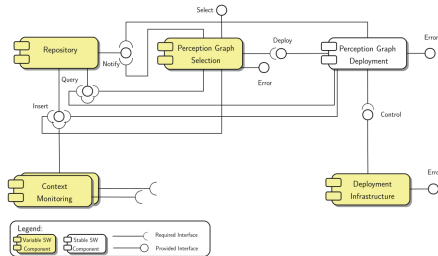 Select
Repository
Notify
Perception Graph
Selection
Deploy
Perception Graph
Deployment
Error
Error
Query
Insert
Control
Context
Monitoring
Deployment
Infrastructure
Legend:
Variable SW
Component
Stable SW
Component
Required Interface
Provided Interface